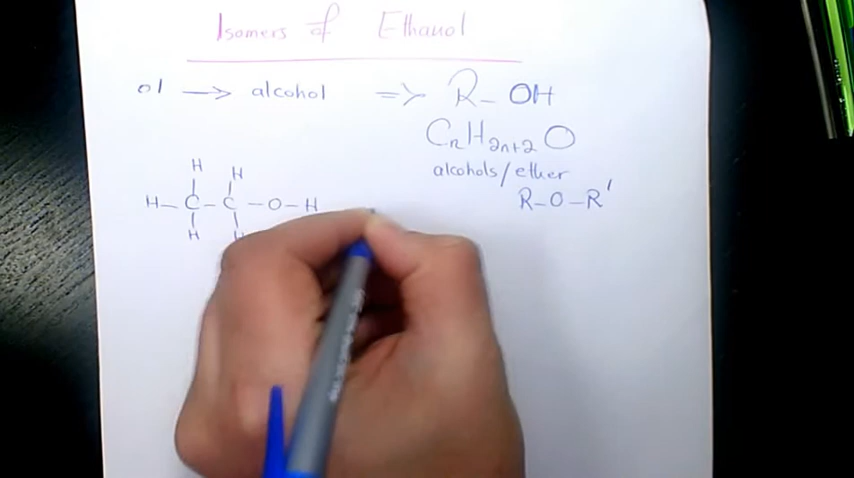 Isomers of Ethanol
ol → alcohol => R-OH
CnH2n+2O
alcohols/ether
R-O-R'
H H
H-C-C-O-H
H H